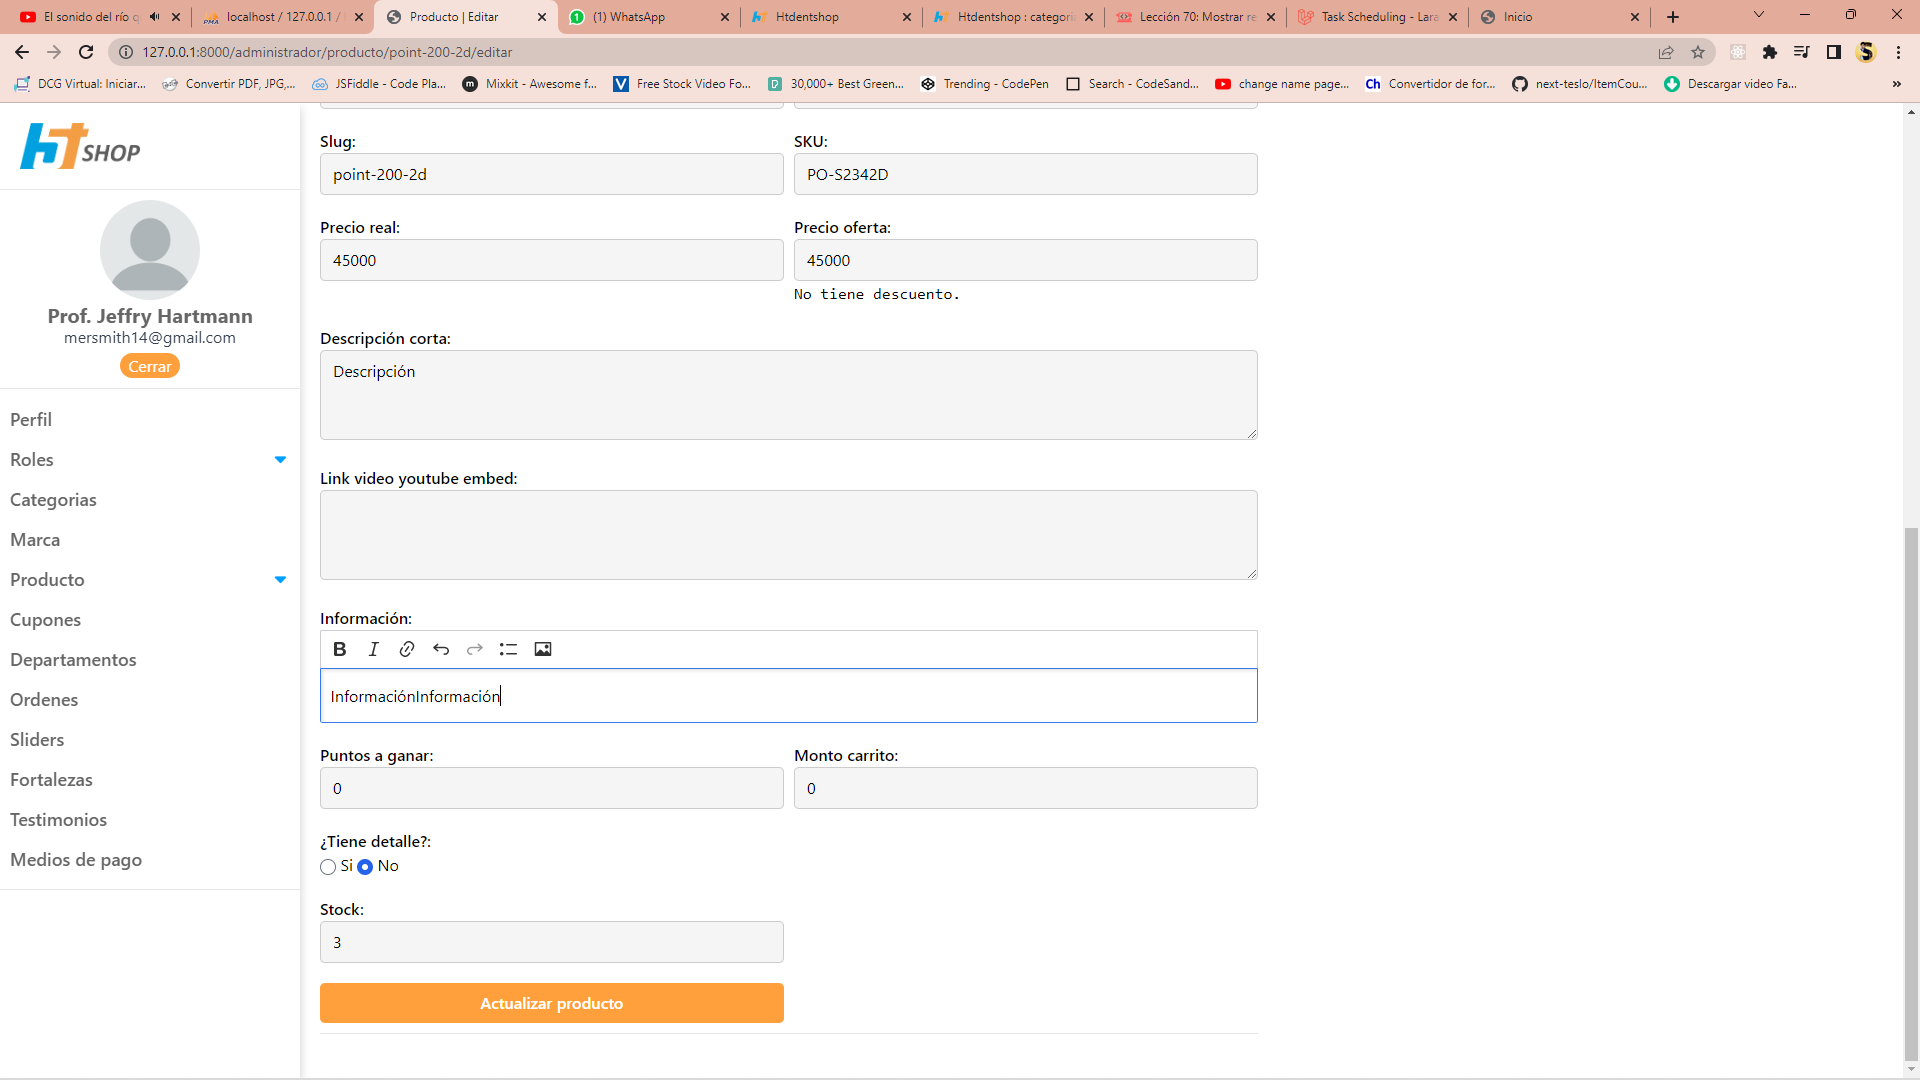 El sonido del río q
localhost / 127.0.0.1 /
Producto | Editar
(1) WhatsApp
Htdentshop
Htdentshop : categori
Lección 70: Mostrar re
Task Scheduling - Lara
Inicio
127.0.0.1:8000/administrador/producto/point-200-2d/editar
DCG Virtual: Iniciar...
Convertir PDF, JPG,...
JSFiddle - Code Pla...
Mixkit - Awesome f...
Free Stock Video Fo...
30,000+ Best Green...
Trending - CodePen
Search - CodeSand...
change name page...
Convertidor de for...
next-teslo/ItemCou...
Descargar video Fa...
»
HT SHOP
Prof. Jeffry Hartmann
mersmith14@gmail.com
Cerrar
Perfil
Roles
Categorias
Marca
Producto
Cupones
Departamentos
Ordenes
Sliders
Fortalezas
Testimonios
Medios de pago
Slug:
point-200-2d
SKU:
PO-S2342D
Precio real:
45000
Precio oferta:
45000
No tiene descuento.
Descripción corta:
Descripción
Link video youtube embed:
Información:
B I
InformaciónInformación
Puntos a ganar:
0
Monto carrito:
0
¿Tiene detalle?:
Si No
Stock:
3
Actualizar producto